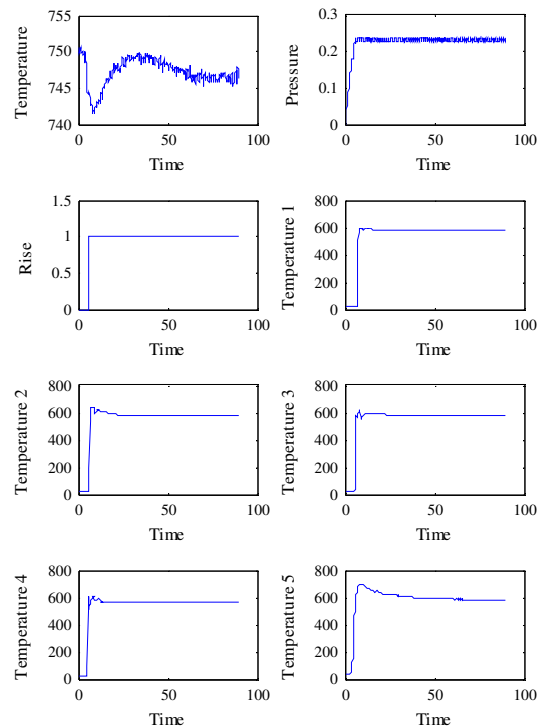 755
750
745
740
Temperature
0 50 100
Time
0.3
0.2
0.1
0
Pressure
0 50 100
Time
1.5
1
0.5
0
Rise
0 50 100
Time
800
600
400
200
0
Temperature 1
0 50 100
Time
800
600
400
200
0
Temperature 2
0 50 100
Time
800
600
400
200
0
Temperature 3
0 50 100
Time
800
600
400
200
0
Temperature 4
0 50 100
Time
800
600
400
200
0
Temperature 5
0 50 100
Time